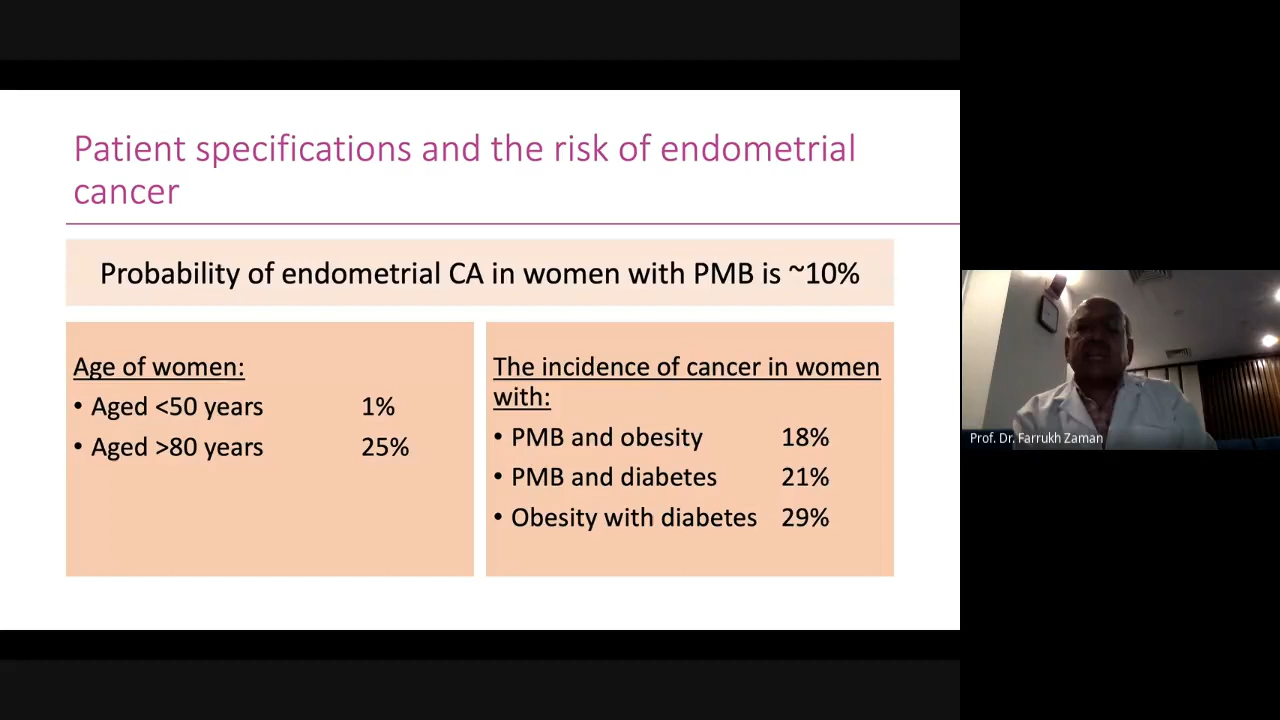 Patient specifications and the risk of endometrial
cancer
Probability of endometrial CA in women with PMB is ~10%
Age of women:
• Aged <50 years 1%
• Aged >80 years 25%
The incidence of cancer in women
with:
• PMB and obesity 18%
• PMB and diabetes 21%
• Obesity with diabetes 29%
Prof. Dr. Farrukh Zaman